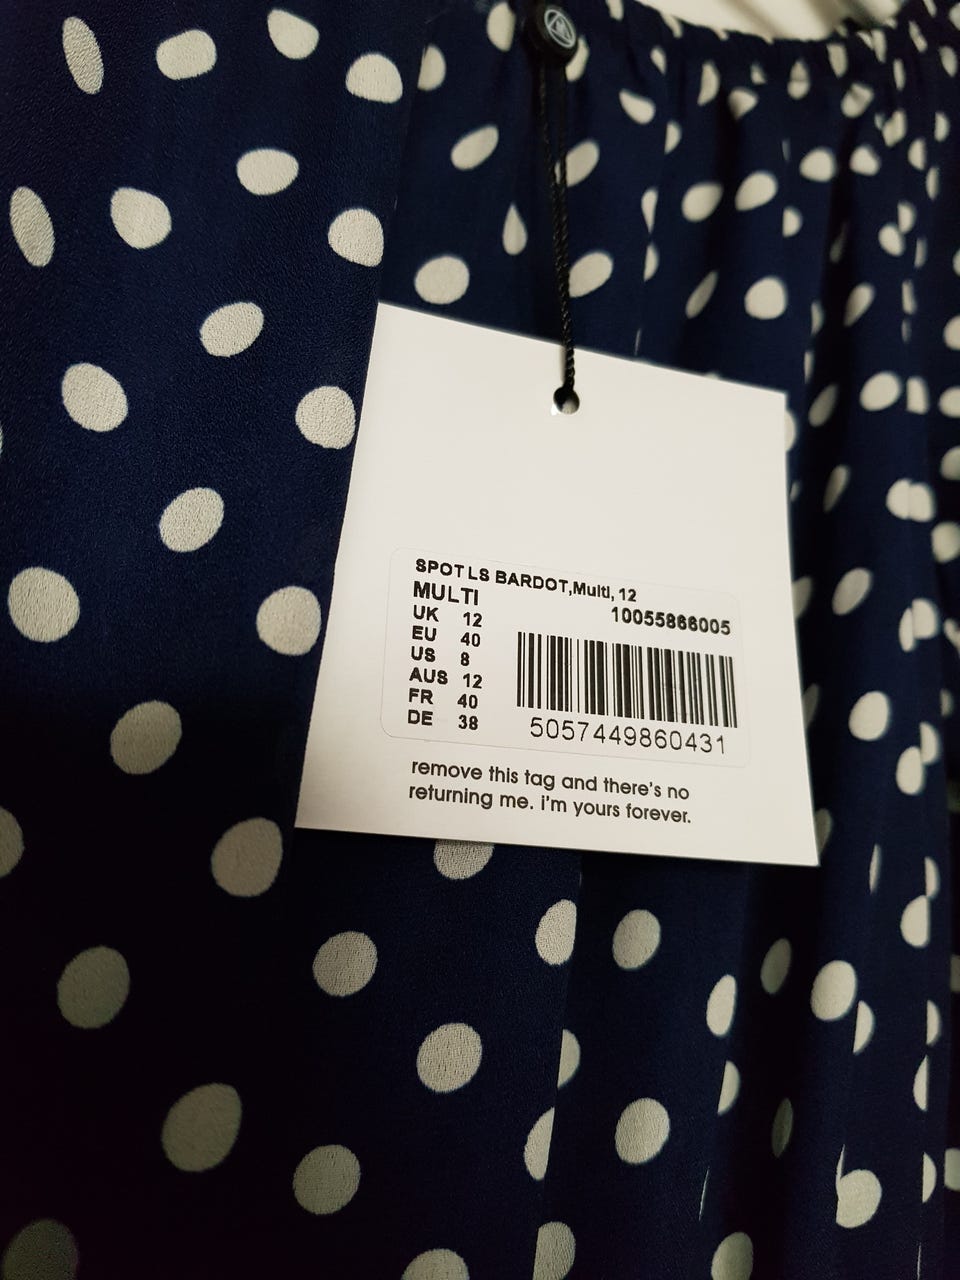 SPOT LS BARDOT,Multi, 12
MULTI
10055866005
UK 12
EU 40
US 8
AUS 12
FR 40
DE 38
5057449860431
remove this tag and there's no
returning me. i'm yours forever.